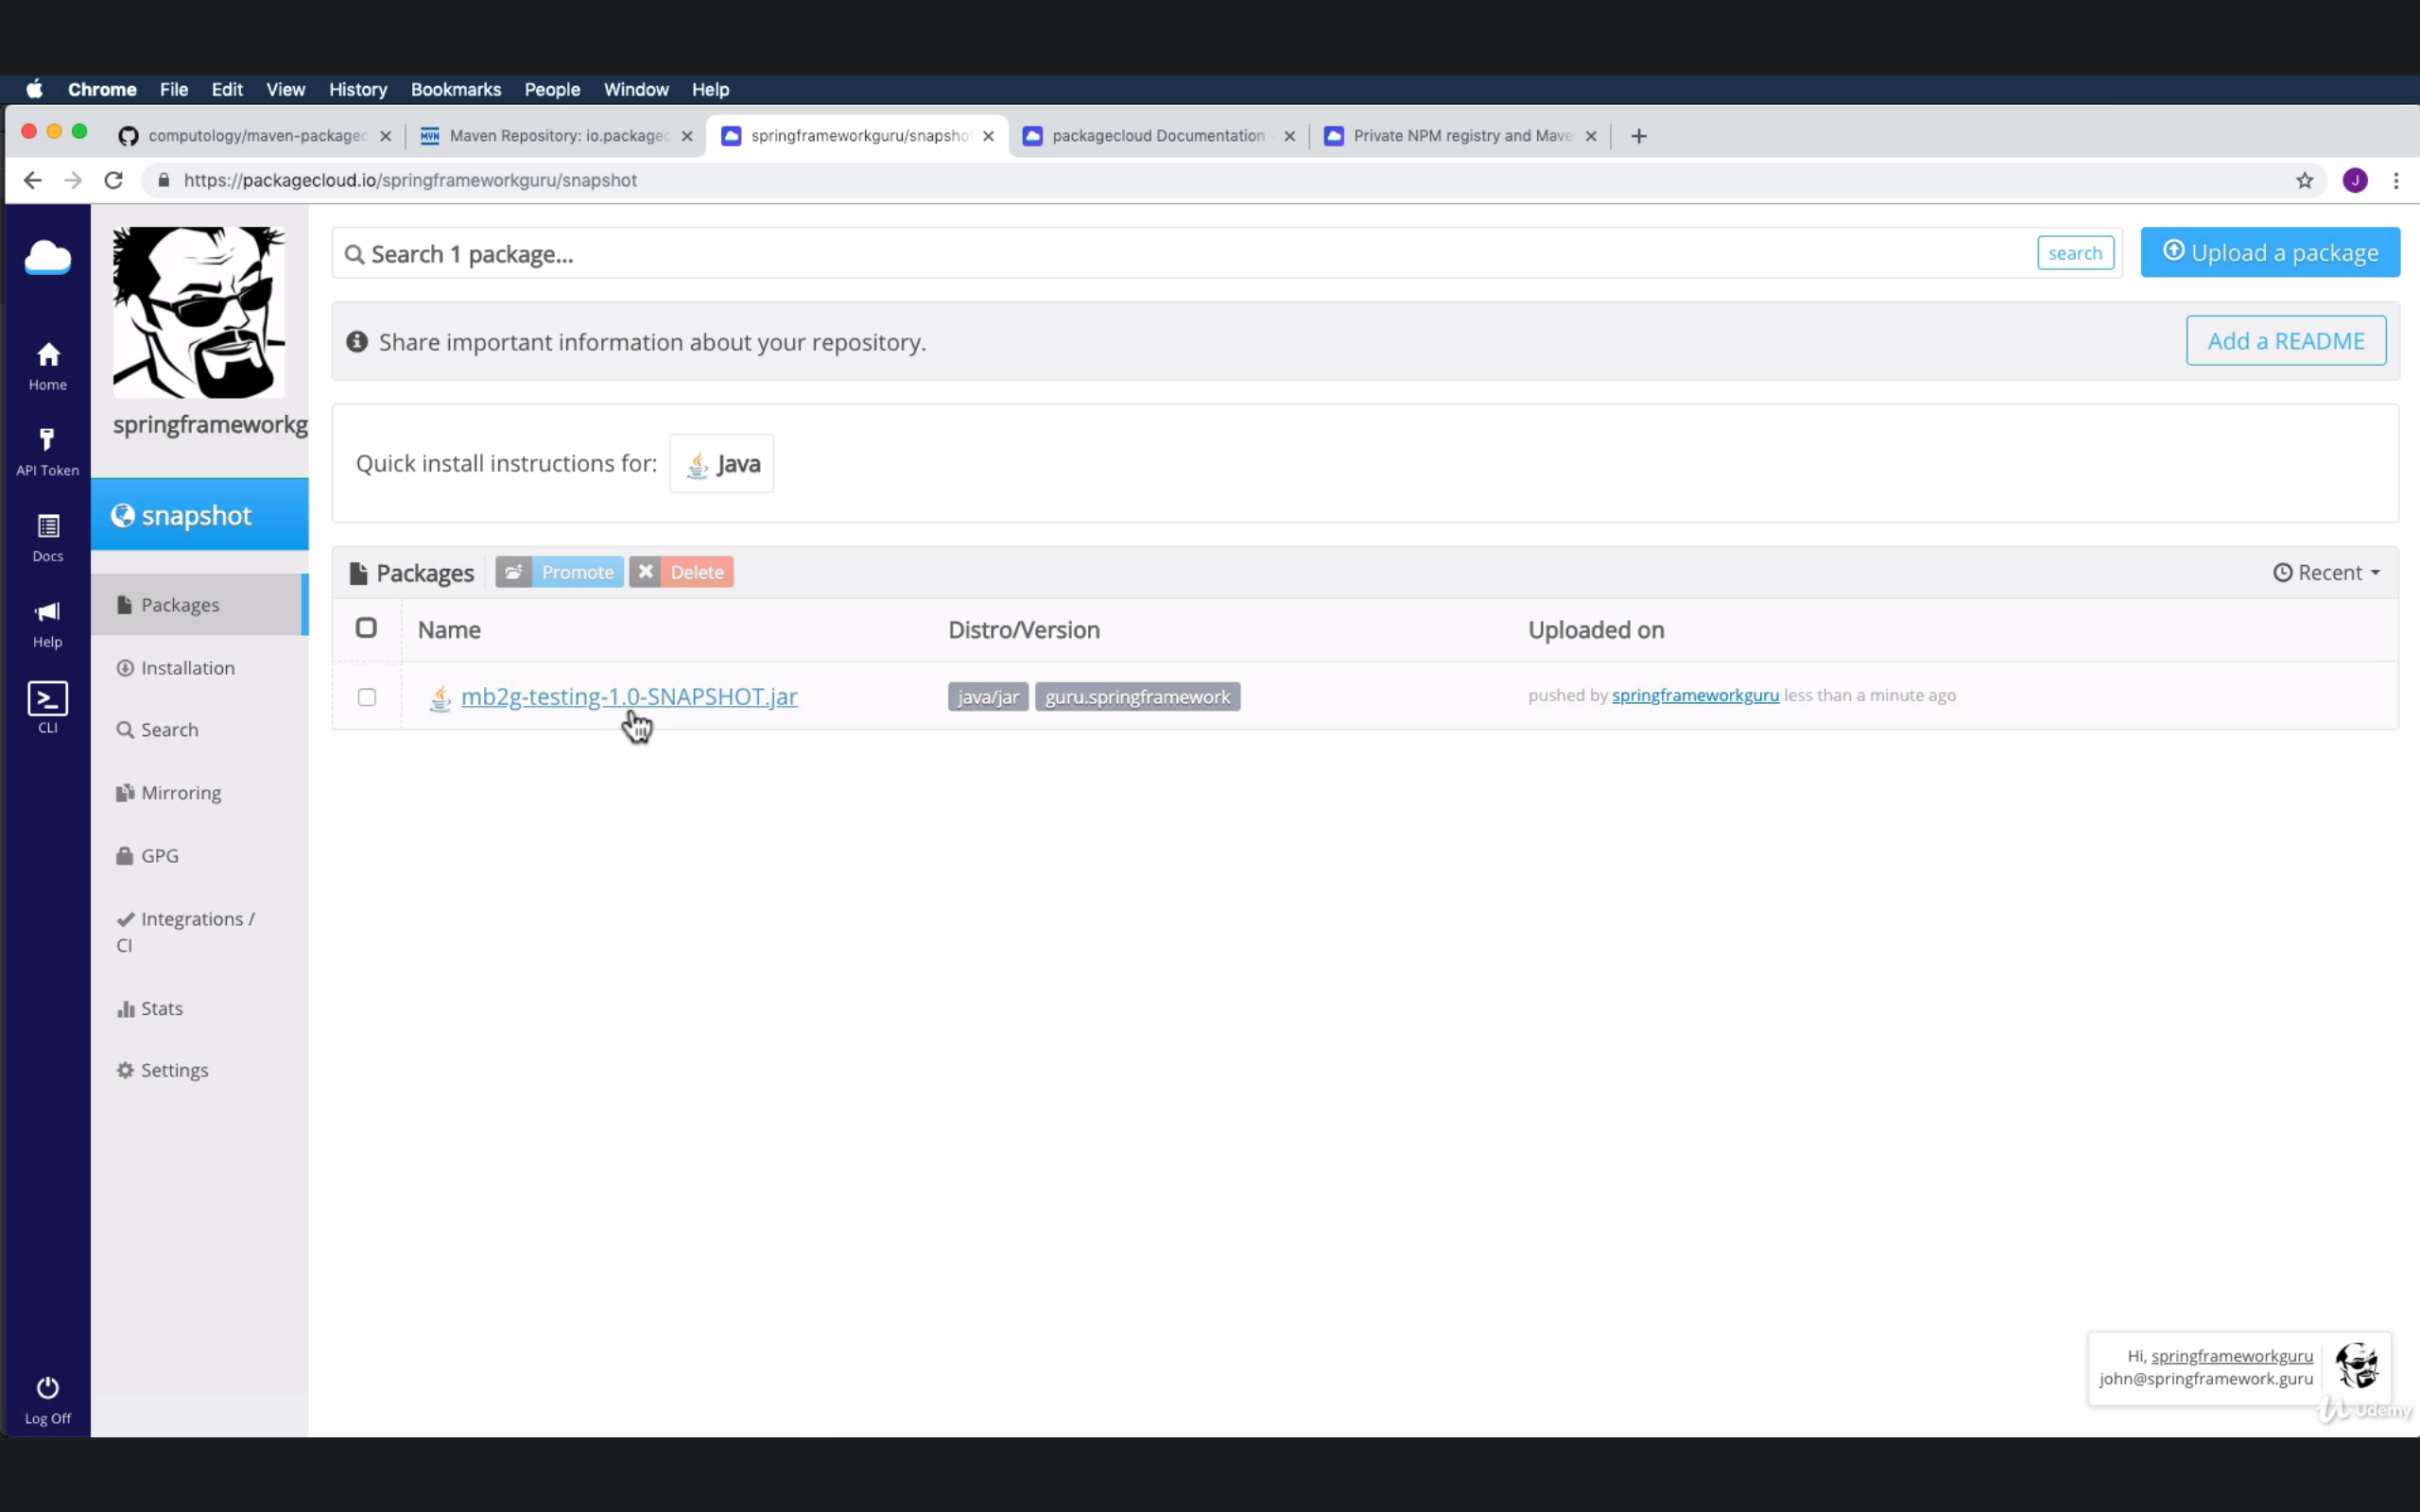 Chrome File Edit View History Bookmarks People Window Help
computology/maven-packagec
Maven Repository: io.packagec
springframeworkguru/snapsho
packagecloud Documentation
Private NPM registry and Mave
https://packagecloud.io/springframeworkguru/snapshot
J
Home
API Token
Docs
Help
CLI
Log Off
springframeworkg
snapshot
Packages
Installation
Search
Mirroring
GPG
Integrations /
CI
Stats
Settings
Search 1 package...
search
Upload a package
Share important information about your repository.
Add a README
Quick install instructions for: Java
Packages Promote Delete Recent
Name Distro/Version Uploaded on
mb2g-testing-1.0-SNAPSHOT.jar java/jar guru.springframework pushed by springframeworkguru less than a minute ago
Hi, springframeworkguru
john@springframework.guru
Udemy